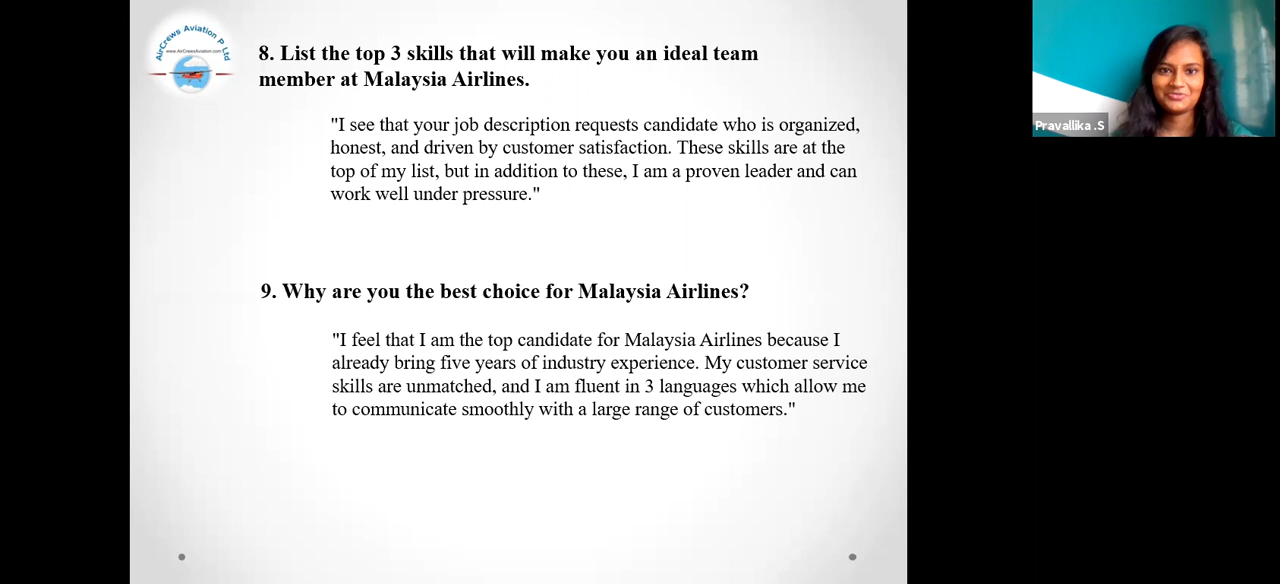 AirCrews Aviation P Ltd
www.AirCrewsAviation.com
8. List the top 3 skills that will make you an ideal team
member at Malaysia Airlines.
"I see that your job description requests candidate who is organized,
honest, and driven by customer satisfaction. These skills are at the
top of my list, but in addition to these, I am a proven leader and can
work well under pressure."
9. Why are you the best choice for Malaysia Airlines?
"I feel that I am the top candidate for Malaysia Airlines because I
already bring five years of industry experience. My customer service
skills are unmatched, and I am fluent in 3 languages which allow me
to communicate smoothly with a large range of customers."
Pravallika .S